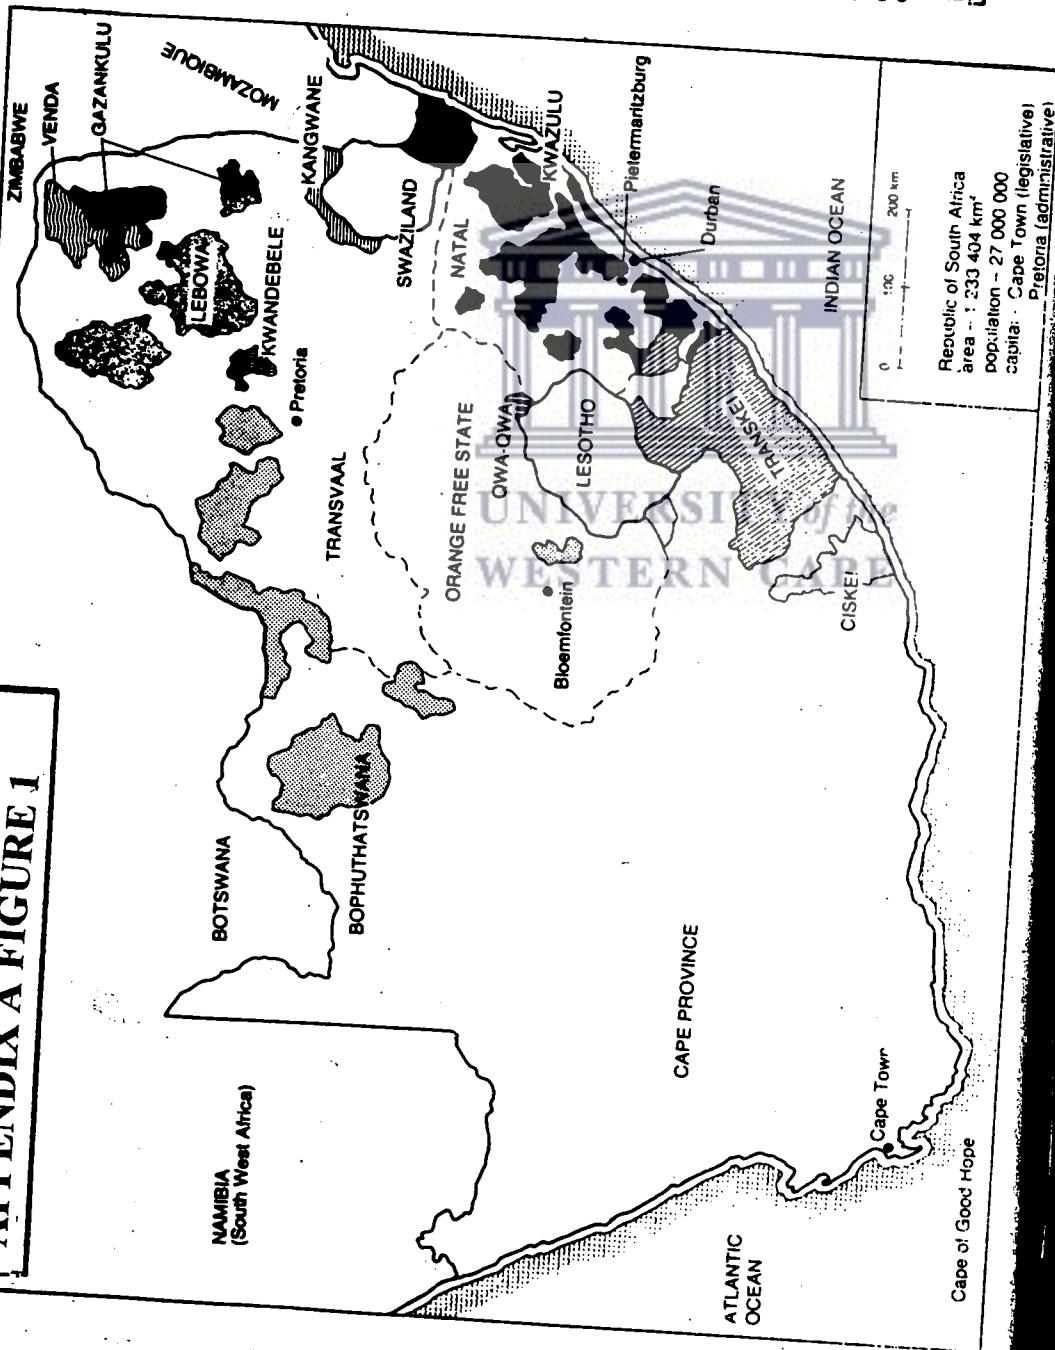 APPENDIX A FIGURE 1
ZIMBABWE
VENDA
GAZANKULU
MOZAMBIQUE
LEBOWA
KWANDEBELE
KANGWANE
Pretoria
SWAZILAND
TRANSVAAL
BOTSWANA
BOPHUTHATSWANA
NAMIBIA
(South West Africa)
NATAL
KWAZULU
ORANGE FREE STATE
QWA-QWA
Pietermaritzburg
Durban
LESOTHO
Bloemfontein
TRANSKEI
CISKEI
CAPE PROVINCE
INDIAN OCEAN
Cape Town
ATLANTIC
OCEAN
Cape of Good Hope
0 100 200 km
Republic of South Africa
area - 1 233 404 km²
population - 27 000 000
capital: - Cape Town (legislative)
Pretoria (administrative)
UNIVERSITY of the
WESTERN CAPE